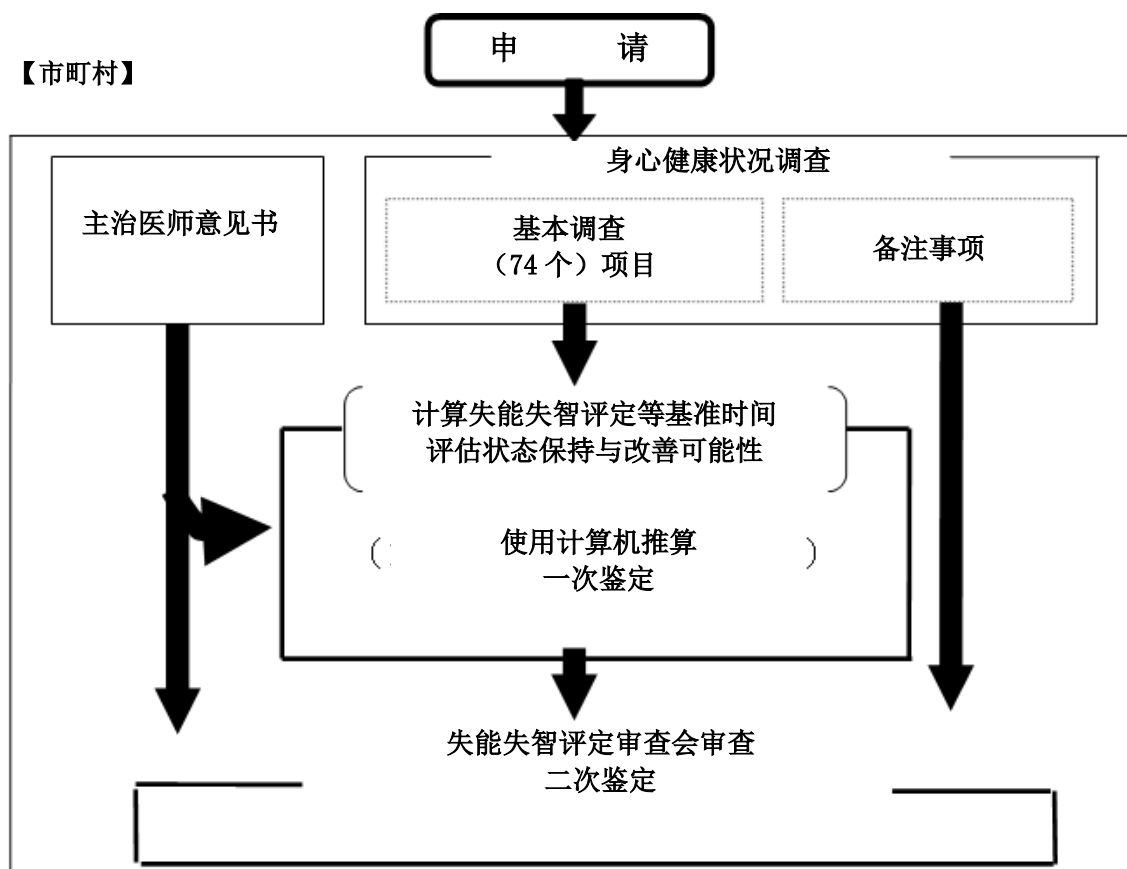 申 请
【市町村】
身心健康状况调查
主治医师意见书
基本调查
（74 个）项目
备注事项
计算失能失智评定等基准时间
评估状态保持与改善可能性
（ 使用计算机推算 ）
一次鉴定
失能失智评定审查会审查
二次鉴定